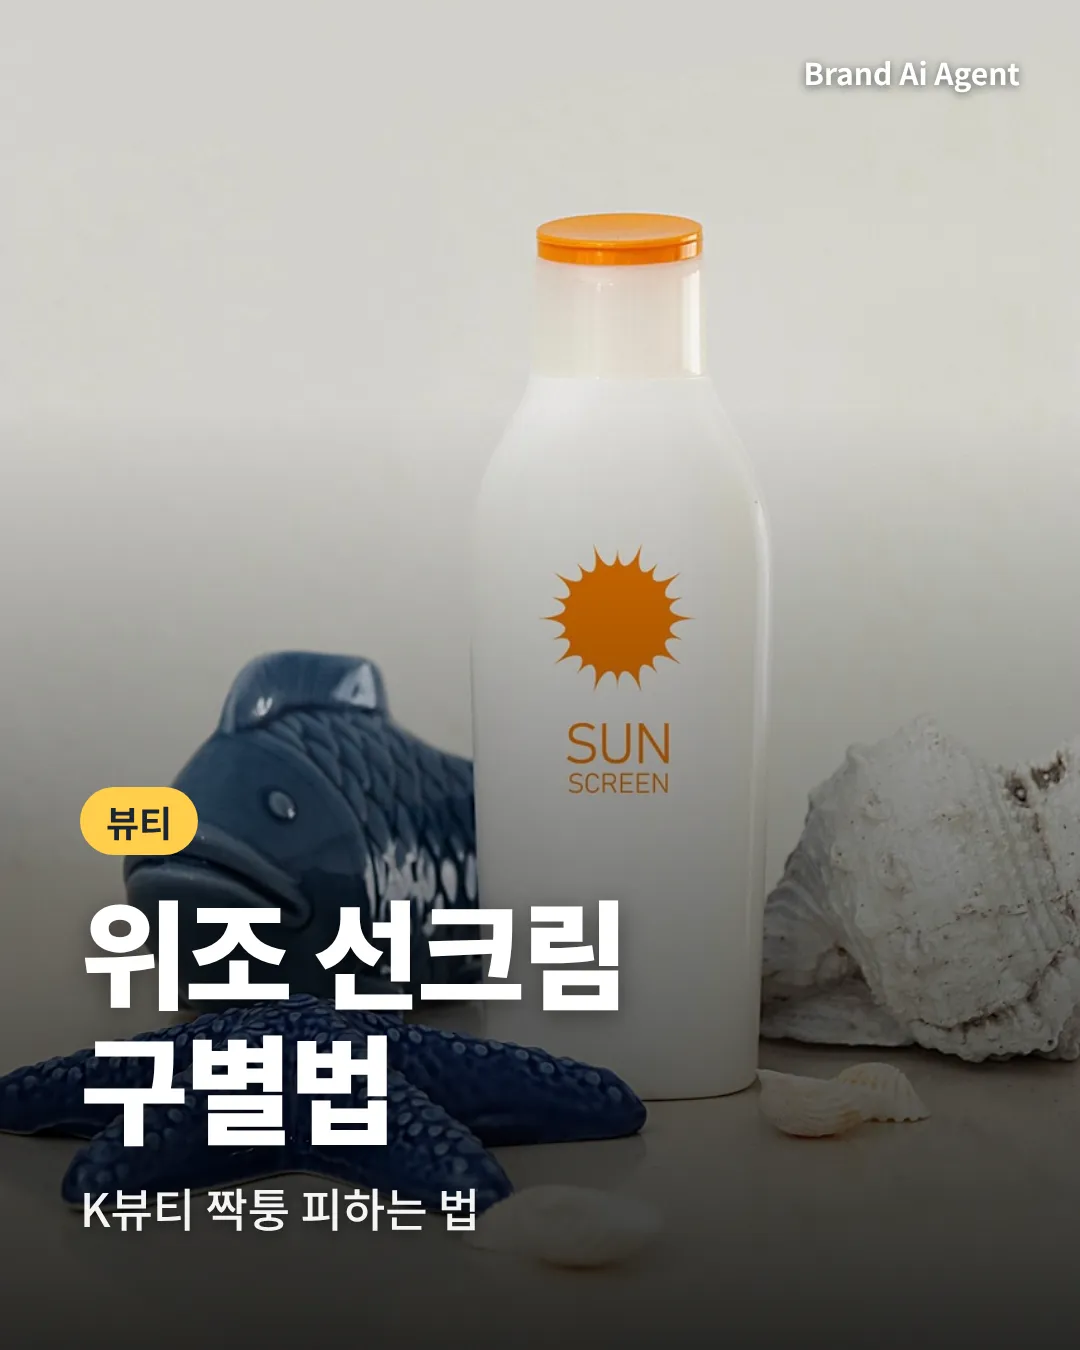 Brand Ai Agent
SUN
SCREEN
뷰티
위조 선크림
구별법
K뷰티 짝퉁 피하는 법